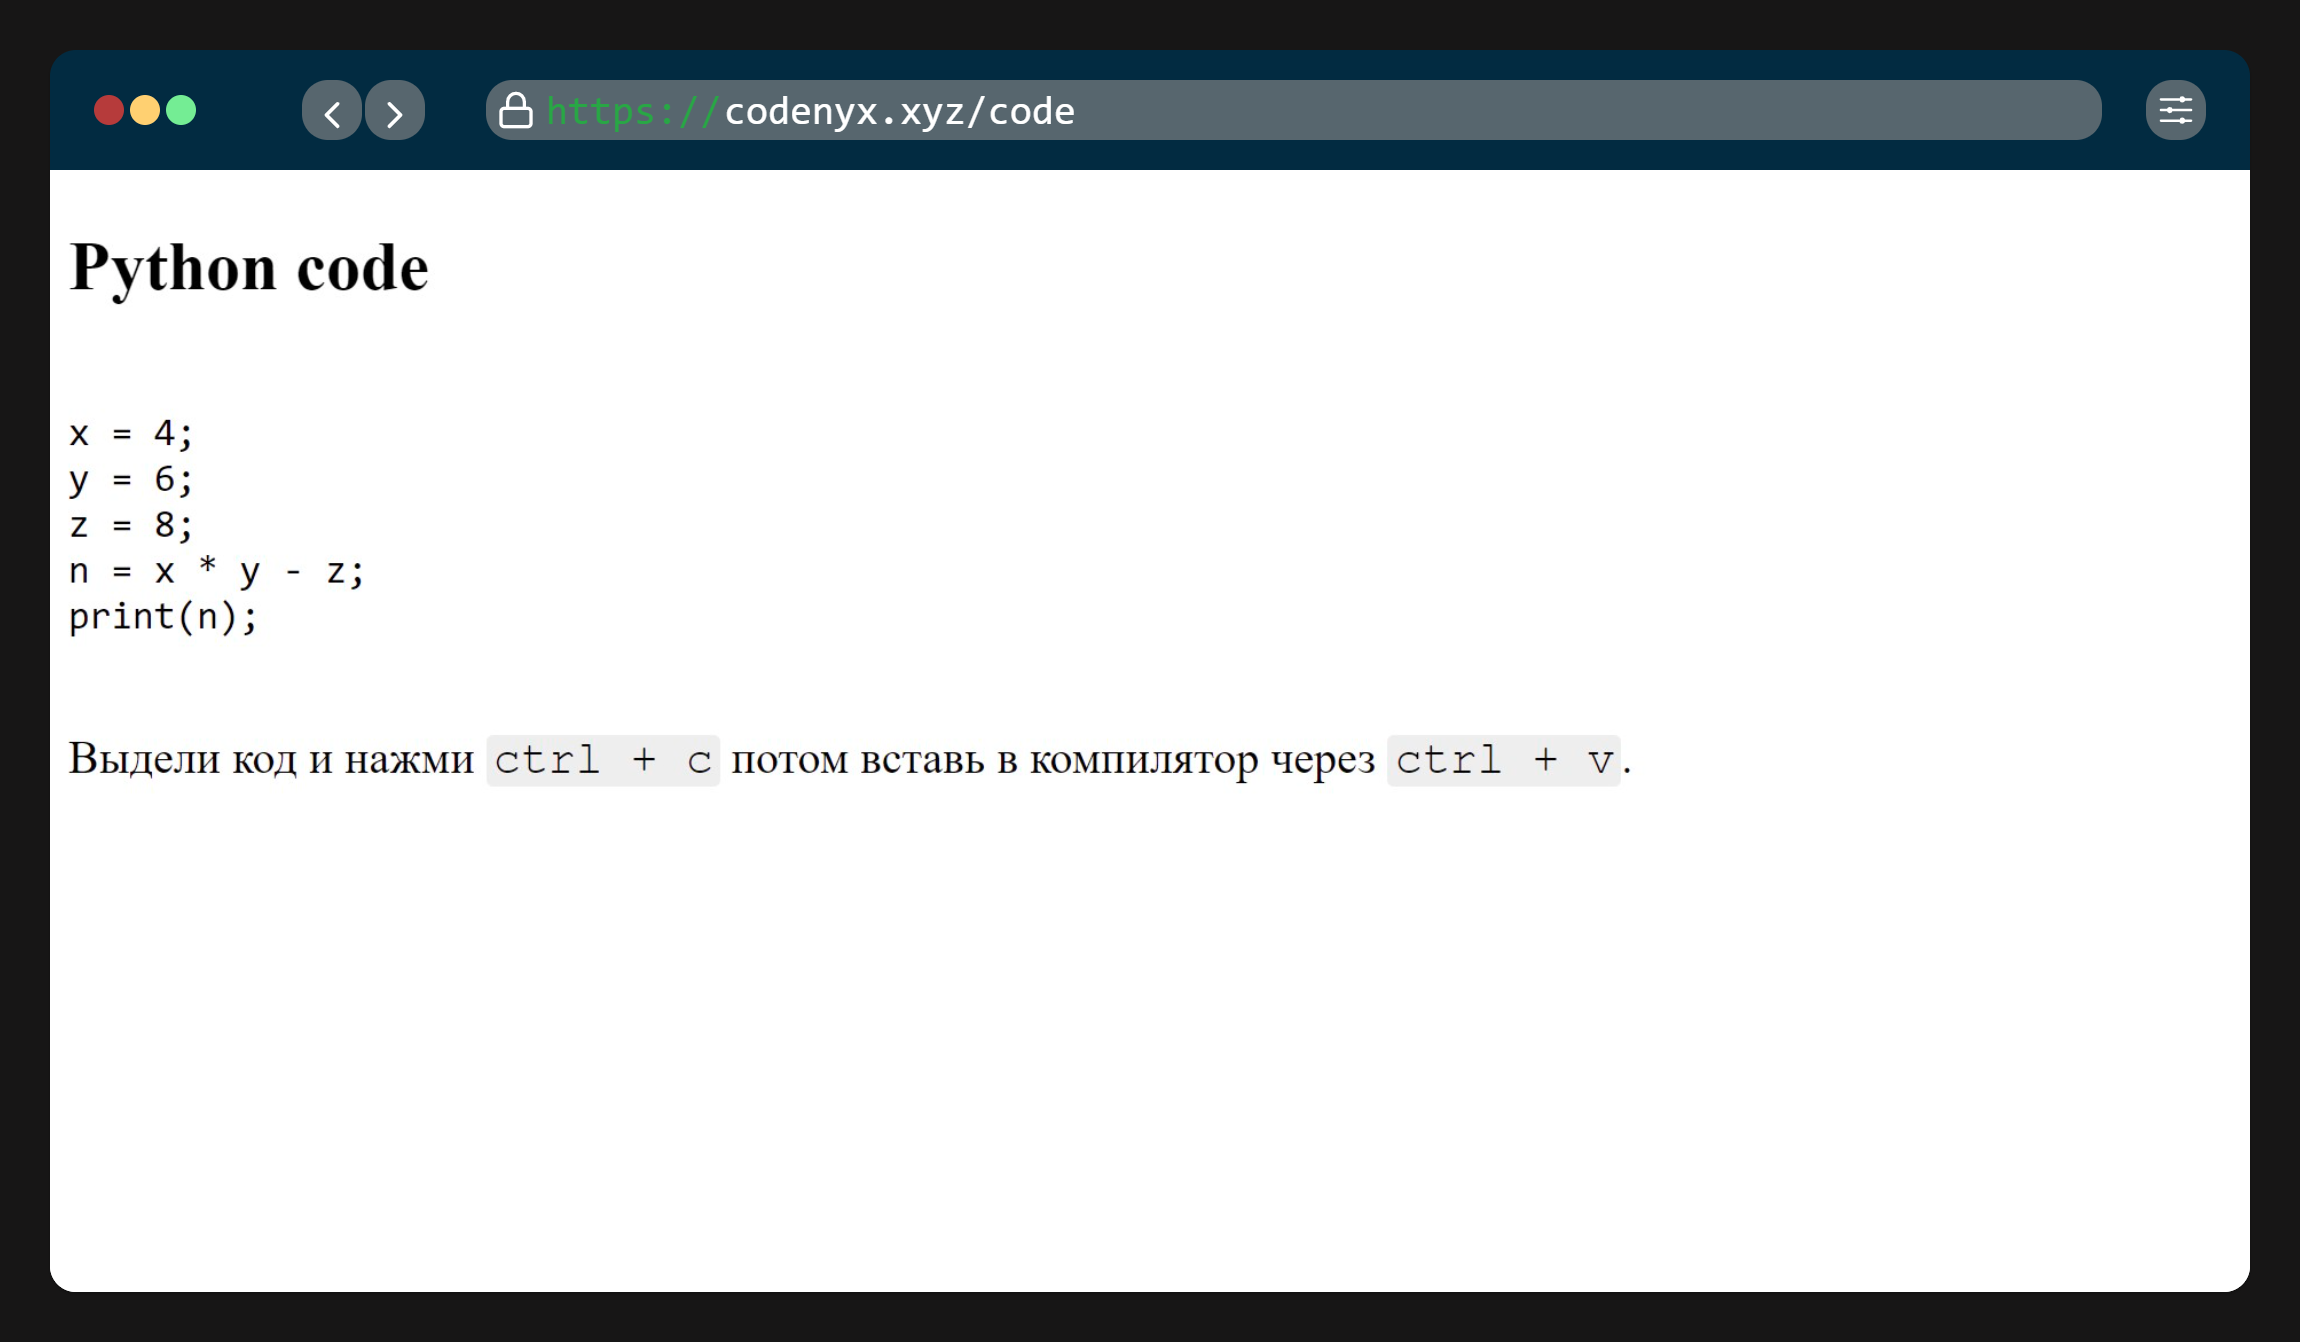 https://codenyx.xyz/code
Python code
x = 4;
y = 6;
z = 8;
n = x * y - z;
print(n);
Выдели код и нажми ctrl + c потом вставь в компилятор через ctrl + v.